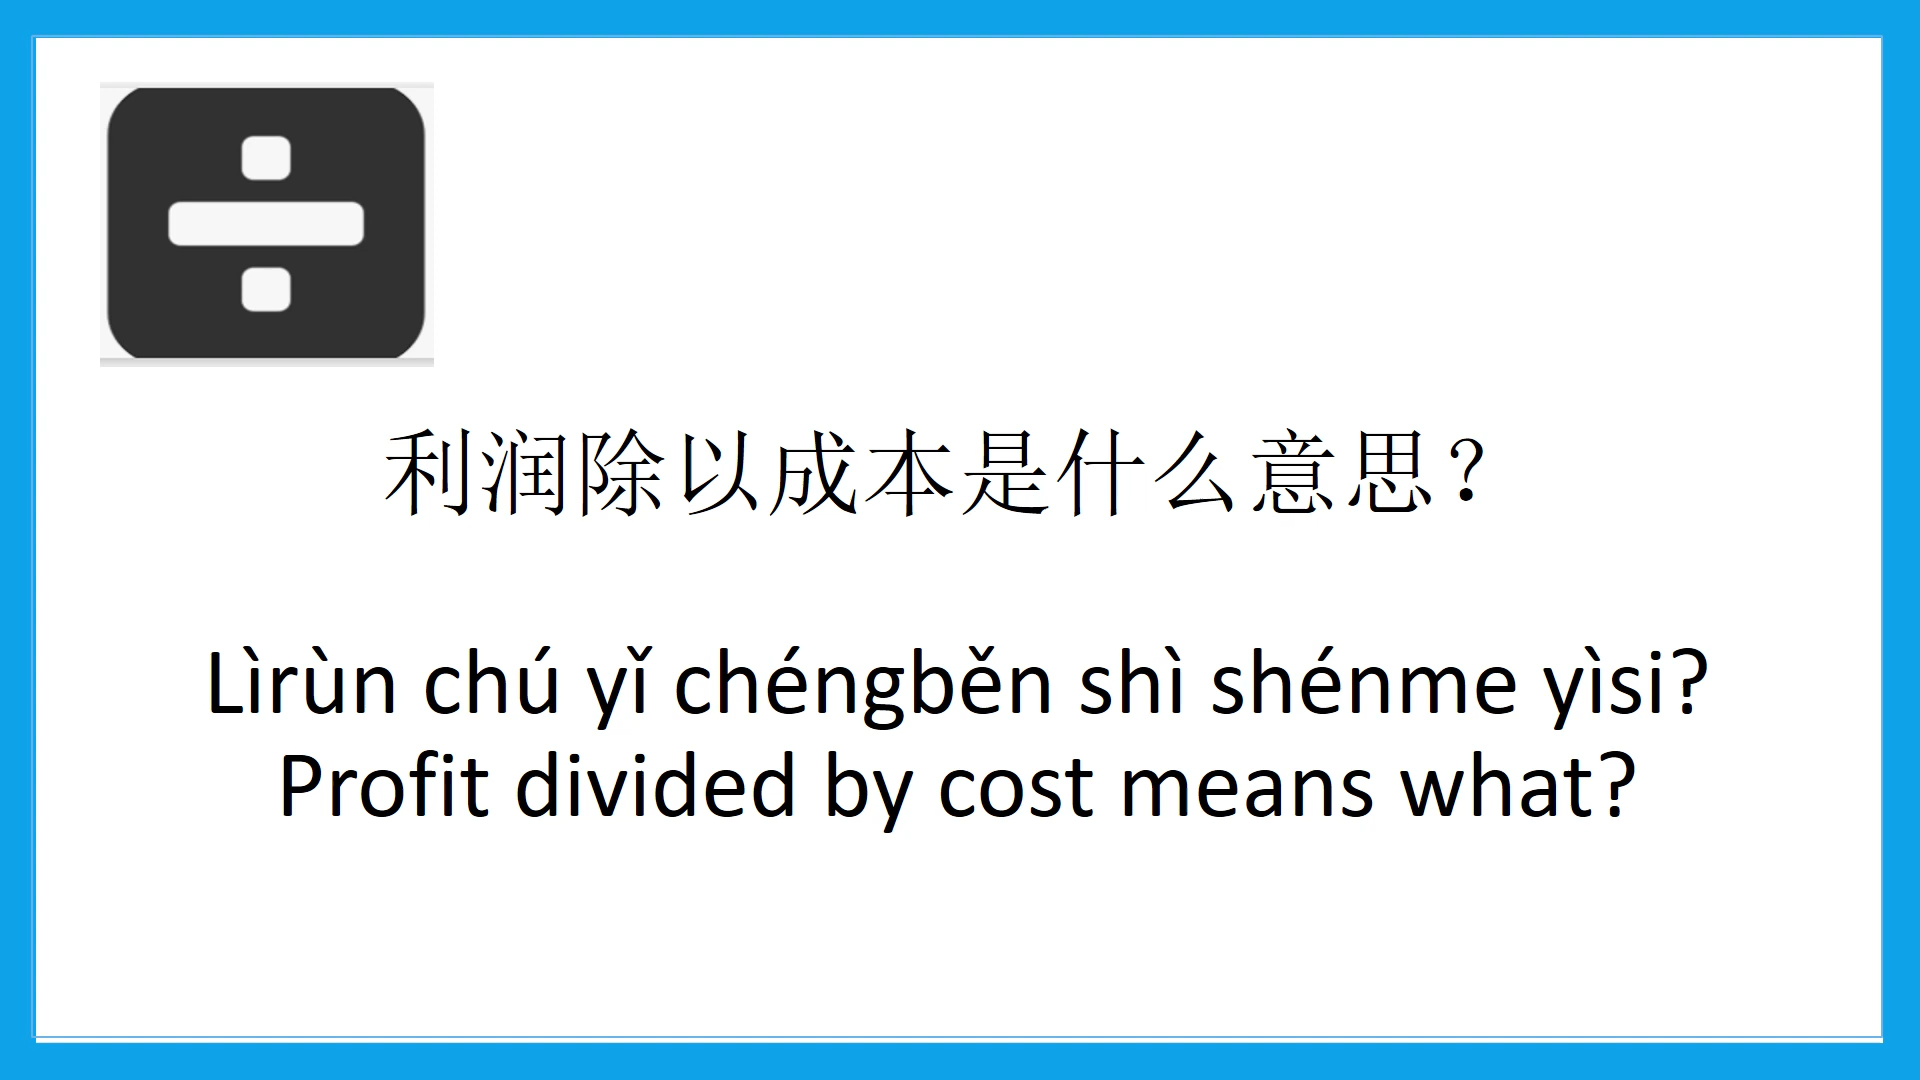 利润除以成本是什么意思？
Lìrùn chú yǐ chéngběn shì shénme yìsi?
Profit divided by cost means what?